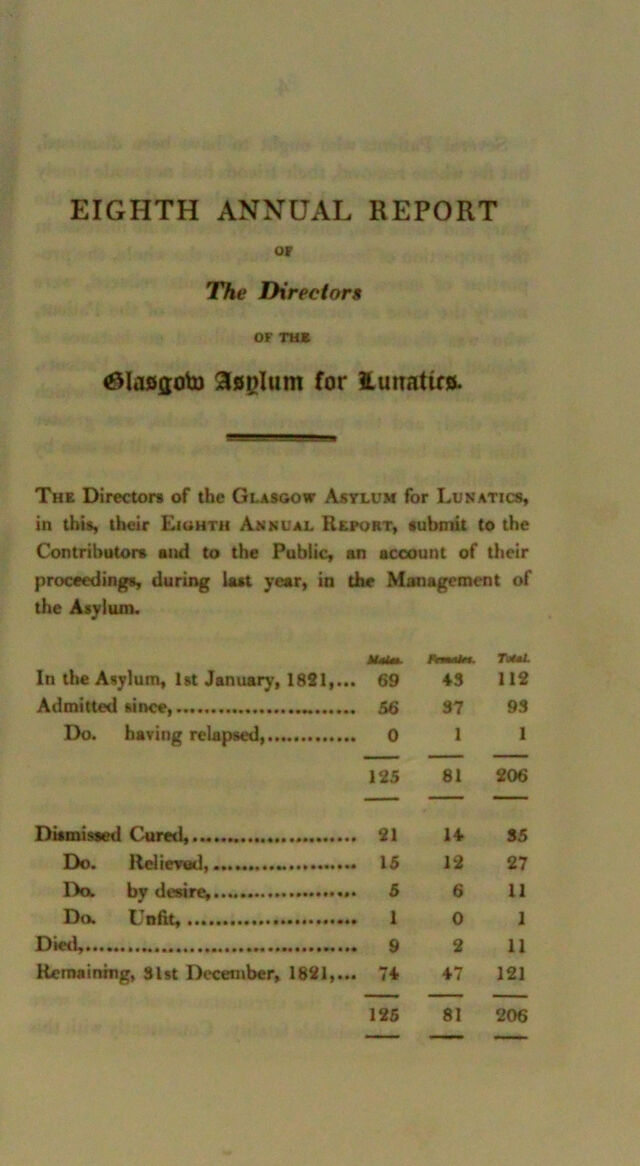 EIGHTH ANNUAL REPORT
OF
The Directors
OF THE
Glasgow Asylum for Lunatics.
THE Directors of the GLASGOW ASYLUM for LUNATICS,
in this, their EIGHTH ANNUAL REPORT, submit to the
Contributors and to the Public, an account of their
proceedings, during last year, in the Management of
the Asylum.
Males. Females. Total.
In the Asylum, 1st January, 1821,... 69 43 112
Admitted since,........................... 56 37 93
Do. having relapsed,............. 0 1 1
125 81 206
Dismissed Cured,........................ 21 14 35
Do. Relieved,..................... 15 12 27
Do. by desire,..................... 5 6 11
Do. Unfit,......................... 1 0 1
Died,....................................... 9 2 11
Remaining, 31st December, 1821,... 74 47 121
125 81 206